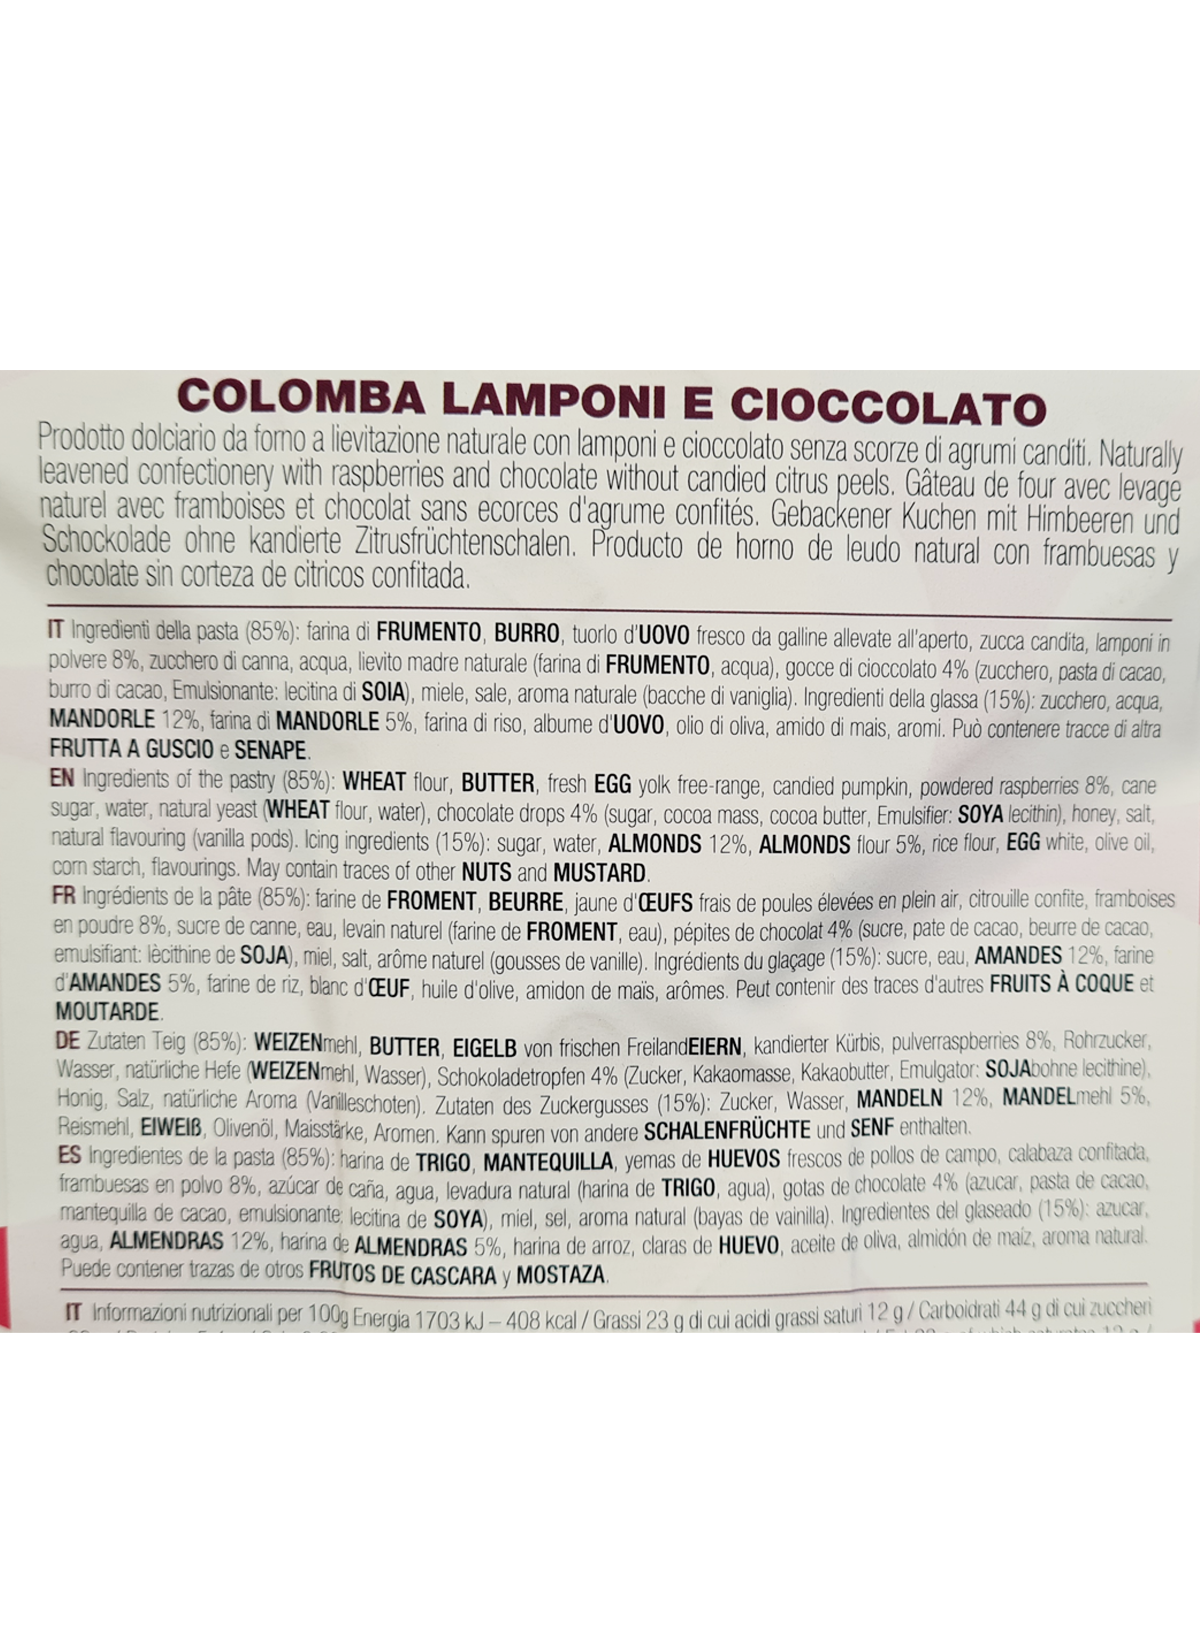 COLOMBA LAMPONI E CIOCCOLATO
Prodotto dolciario da forno a lievitazione naturale con lamponi e cioccolato senza scorze di agrumi canditi. Naturally
leavened confectionery with raspberries and chocolate without candied citrus peels. Gâteau de four avec levage
naturel avec framboises et chocolat sans ecorces d'agrume confités. Gebackener Kuchen mit Himbeeren und
Schockolade ohne kandierte Zitrusfrüchtenschalen. Producto de horno de leudo natural con frambuesas y
chocolate sin corteza de citricos confitada.
IT Ingredienti della pasta (85%): farina di FRUMENTO, BURRO, tuorlo d'UOVO fresco da galline allevate all'aperto, zucca candita, lamponi in
polvere 8%, zucchero di canna, acqua, lievito madre naturale (farina di FRUMENTO, acqua), gocce di cioccolato 4% (zucchero, pasta di cacao,
burro di cacao, Emulsionante: lecitina di SOIA), miele, sale, aroma naturale (bacche di vaniglia). Ingredienti della glassa (15%): zucchero, acqua,
MANDORLE 12%, farina di MANDORLE 5%, farina di riso, albume d'UOVO, olio di oliva, amido di mais, aromi. Può contenere tracce di altra
FRUTTA A GUSCIO e SENAPE.
EN Ingredients of the pastry (85%): WHEAT flour, BUTTER, fresh EGG yolk free-range, candied pumpkin, powdered raspberries 8%, cane
sugar, water, natural yeast (WHEAT flour, water), chocolate drops 4% (sugar, cocoa mass, cocoa butter, Emulsifier: SOYA lecithin), honey, salt,
natural flavouring (vanilla pods). Icing ingredients (15%): sugar, water, ALMONDS 12%, ALMONDS flour 5%, rice flour, EGG white, olive oil,
corn starch, flavourings. May contain traces of other NUTS and MUSTARD.
FR Ingrédients de la pâte (85%): farine de FROMENT, BEURRE, jaune d'ŒUFS frais de poules élevées en plein air, citrouille confite, framboises
en poudre 8%, sucre de canne, eau, levain naturel (farine de FROMENT, eau), pépites de chocolat 4% (sucre, pate de cacao, beurre de cacao,
emulsifiant: lècithine de SOJA), miel, salt, arôme naturel (gousses de vanille). Ingrédients du glaçage (15%): sucre, eau, AMANDES 12%, farine
d'AMANDES 5%, farine de riz, blanc d'ŒUF, huile d'olive, amidon de maïs, arômes. Peut contenir des traces d'autres FRUITS À COQUE et
MOUTARDE.
DE Zutaten Teig (85%): WEIZENmehl, BUTTER, EIGELB von frischen FreilandEIERN, kandierter Kürbis, pulverraspberries 8%, Rohrzucker,
Wasser, natürliche Hefe (WEIZENmehl, Wasser), Schokoladetropfen 4% (Zucker, Kakaomasse, Kakaobutter, Emulgator: SOJAbohne lecithine),
Honig, Salz, natürliche Aroma (Vanilleschoten). Zutaten des Zuckergusses (15%): Zucker, Wasser, MANDELN 12%, MANDELmehl 5%,
Reismehl, EIWEIß, Olivenöl, Maisstärke, Aromen. Kann spuren von andere SCHALENFRÜCHTE und SENF enthalten.
ES Ingredientes de la pasta (85%): harina de TRIGO, MANTEQUILLA, yemas de HUEVOS frescos de pollos de campo, calabaza confitada,
frambuesas en polvo 8%, azúcar de caña, agua, levadura natural (harina de TRIGO, agua), gotas de chocolate 4% (azucar, pasta de cacao,
mantequilla de cacao, emulsionante: lecitina de SOYA), miel, sel, aroma natural (bayas de vainilla). Ingredientes del glaseado (15%): azucar,
agua, ALMENDRAS 12%, harina de ALMENDRAS 5%, harina de arroz, claras de HUEVO, aceite de oliva, almidón de maíz, aroma natural.
Puede contener trazas de otros FRUTOS DE CASCARA y MOSTAZA.
IT Informazioni nutrizionali per 100g Energia 1703 kJ – 408 kcal / Grassi 23 g di cui acidi grassi saturi 12 g / Carboidrati 44 g di cui zuccheri